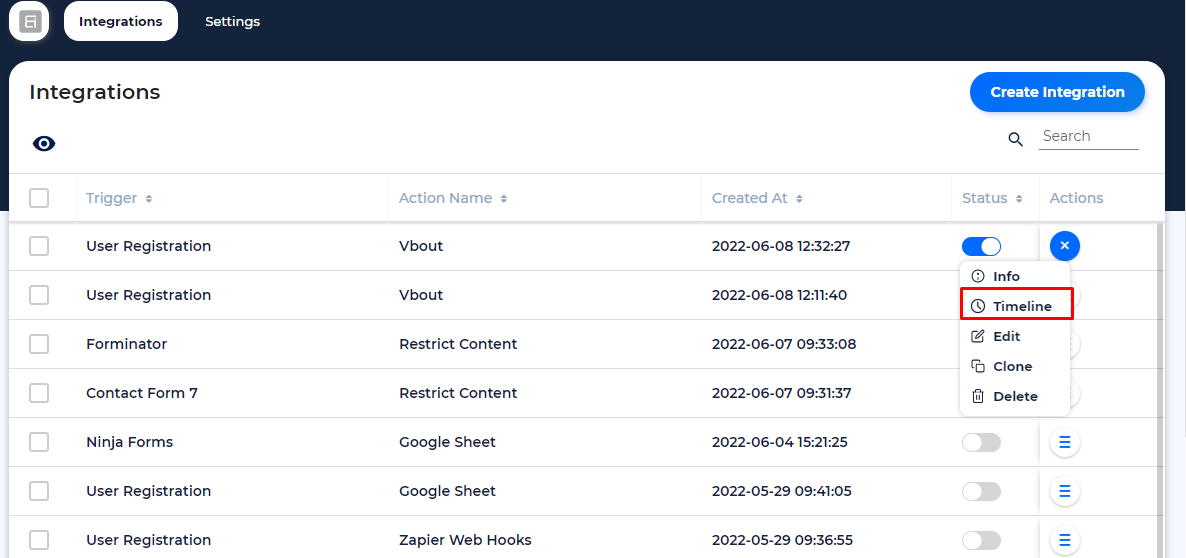 Integrations
Settings
Integrations
Create Integration
Search
Trigger Action Name Created At Status Actions
User Registration Vbout 2022-06-08 12:32:27
Info
User Registration Vbout 2022-06-08 12:11:40
Timeline
Edit
Forminator Restrict Content 2022-06-07 09:33:08
Clone
Contact Form 7 Restrict Content 2022-06-07 09:31:37
Delete
Ninja Forms Google Sheet 2022-06-04 15:21:25
User Registration Google Sheet 2022-05-29 09:41:05
User Registration Zapier Web Hooks 2022-05-29 09:36:55